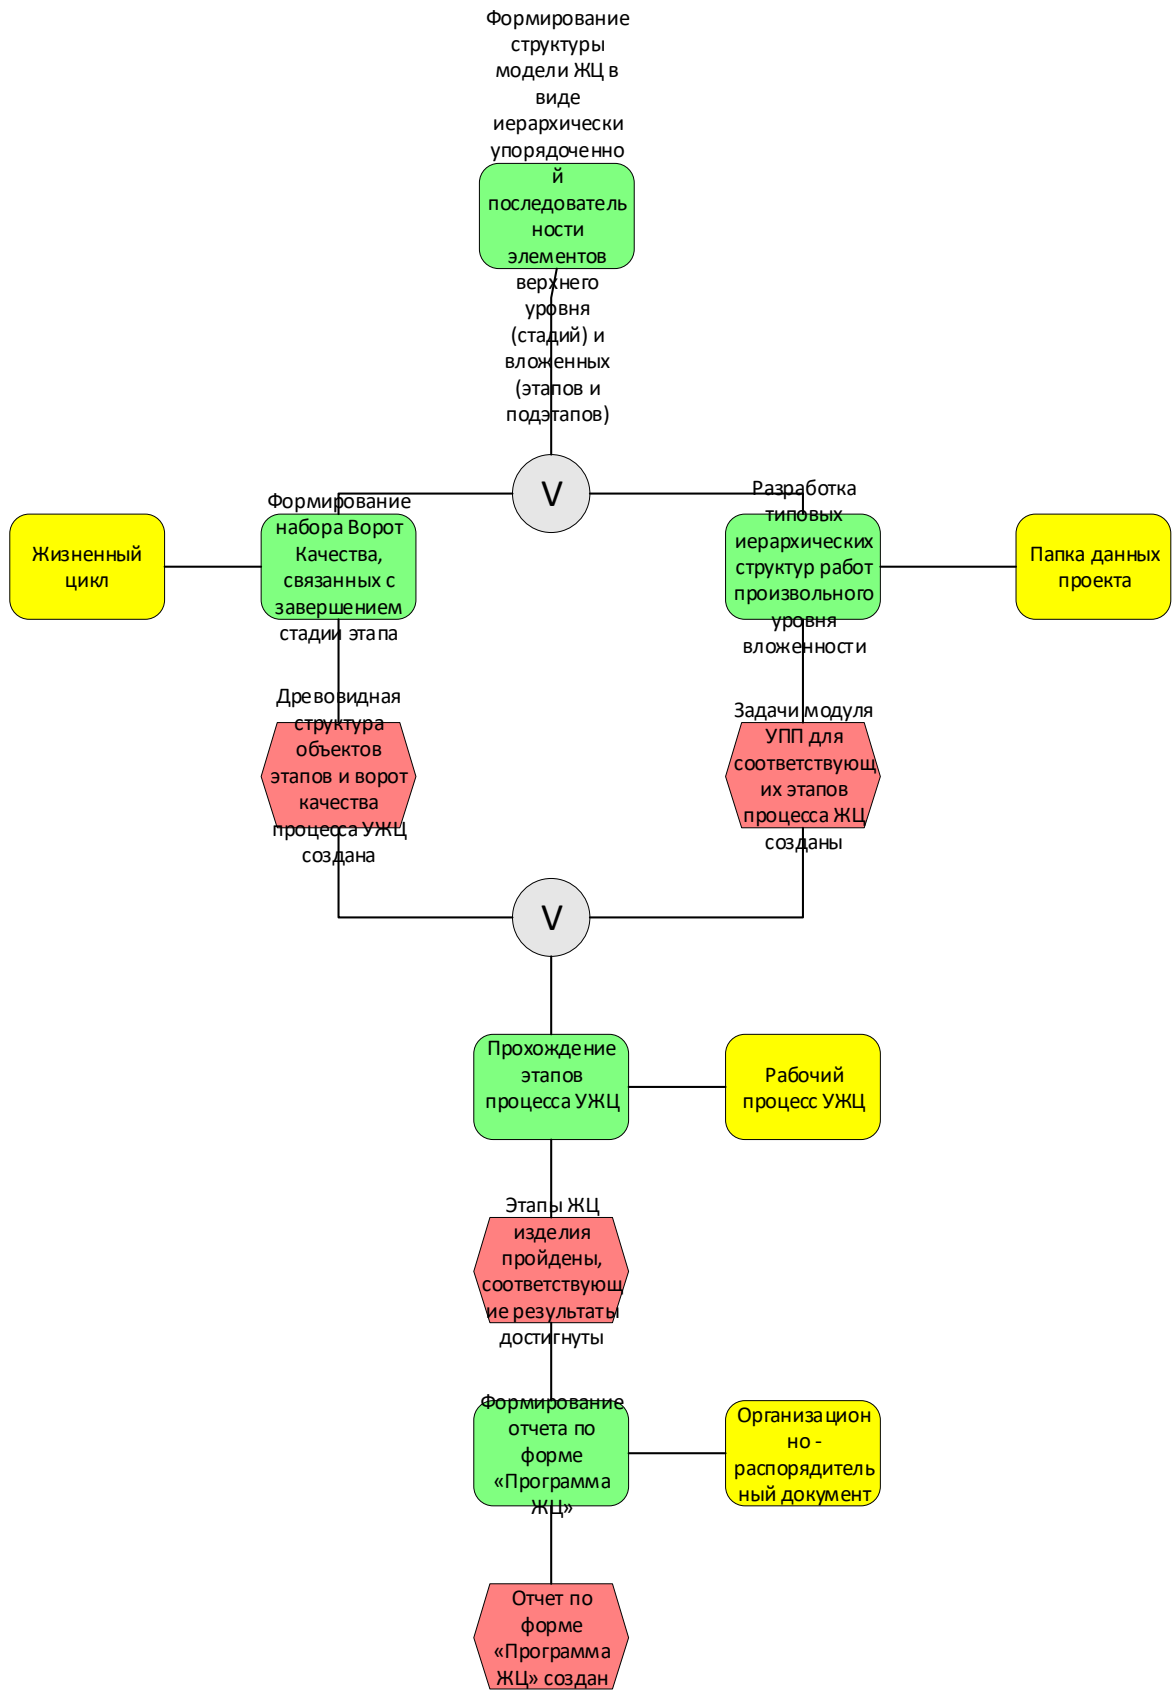 Формирование
структуры
модели ЖЦ в
виде
иерархически
упорядоченно
й
последователь
ности
элементов
верхнего
уровня
(стадий) и
вложенных
(этапов и
подэтапов)
V
Жизненный
цикл
Формирование
набора Ворот
Качества,
связанных с
завершением
стадии этапа
Разработка
типовых
иерархических
структур работ
произвольного
уровня
вложенности
Папка данных
проекта
Древовидная
структура
объектов
этапов и ворот
качества
процесса УЖЦ
создана
Задачи модуля
УПП для
соответствующ
их этапов
процесса ЖЦ
созданы
V
Прохождение
этапов
процесса УЖЦ
Рабочий
процесс УЖЦ
Этапы ЖЦ
изделия
пройдены,
соответствующ
ие результаты
достигнуты
Формирование
отчета по
форме
«Программа
ЖЦ»
Организацион
но -
распорядитель
ный документ
Отчет по
форме
«Программа
ЖЦ» создан